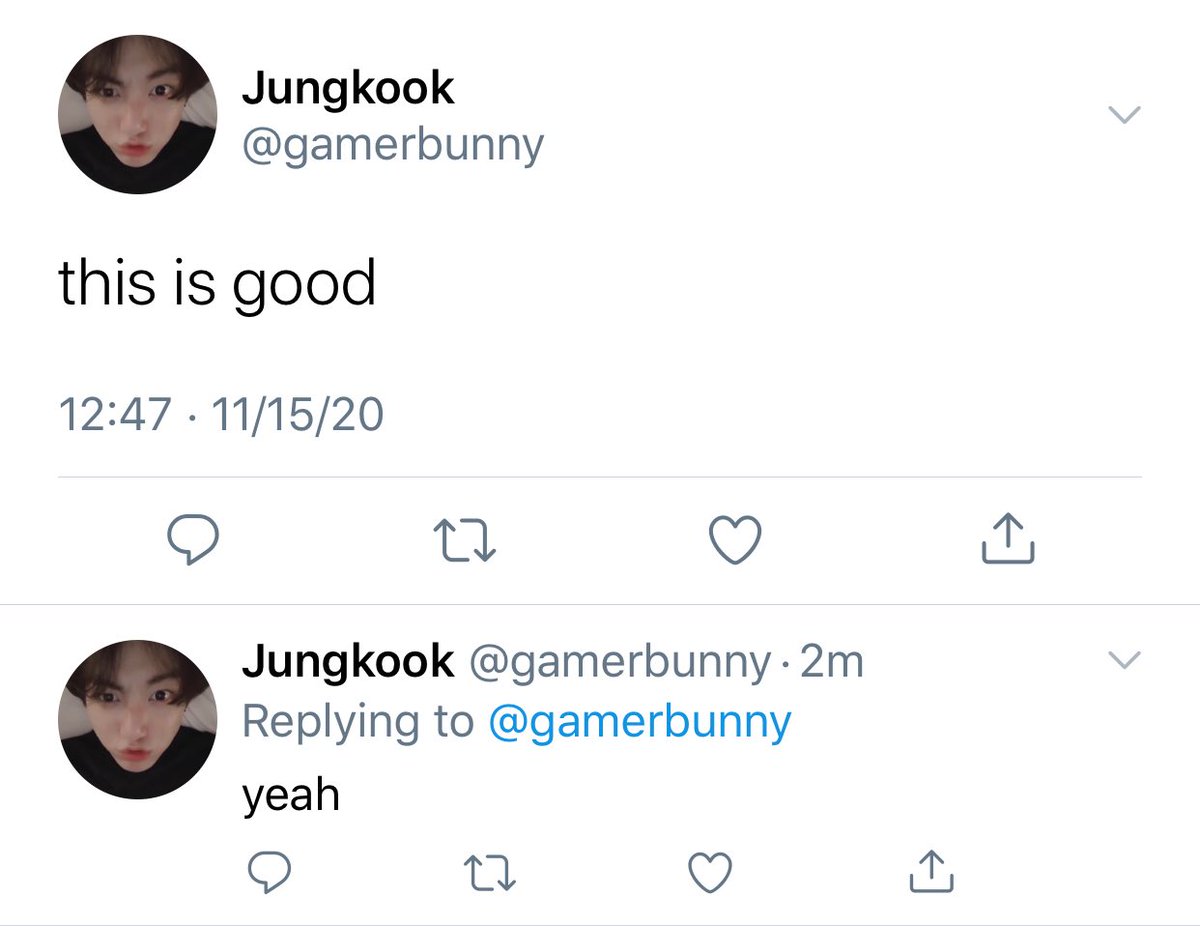 Jungkook
@gamerbunny
this is good
12:47 · 11/15/20
Jungkook @gamerbunny · 2m
Replying to @gamerbunny
yeah